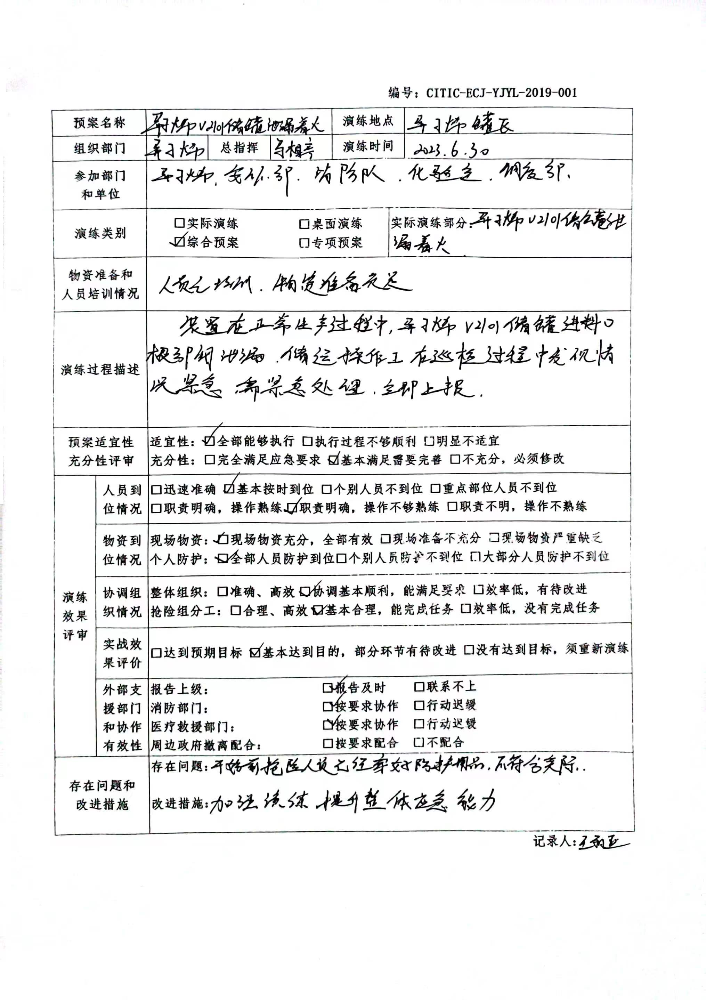 编号：CITIC-ECJ-YJYL-2019-001
预案名称 异丁烯V2101储罐泄漏着火 演练地点 异丁烯罐区
组织部门 异丁烯 总指挥 演练时间 2023.6.30
参加部门和单位 异丁烯、安环部、消防队、化验室、调度部、
演练类别
□实际演练 □桌面演练
☑综合预案 □专项预案
实际演练部分：异丁烯V2101储罐泄
漏着火
物资准备和人员培训情况 人员已培训、物资准备充足
演练过程描述
装置在正常生产过程中，异丁烯V2101储罐进料口
根部阀泄漏、储运操作工在巡检过程中发现情
况紧急，需紧急处理、立即上报.
预案适宜性充分性评审
适宜性：☑全部能够执行 □执行过程不够顺利 □明显不适宜
充分性：□完全满足应急要求 ☑基本满足需要完善 □不充分，必须修改
演练效果评审
人员到位情况
□迅速准确 ☑基本按时到位 □个别人员不到位 □重点部位人员不到位
□职责明确，操作熟练 ☑职责明确，操作不够熟练 □职责不明，操作不熟练
物资到位情况
现场物资：☑现场物资充分，全部有效 □现场准备不充分 □现场物资严重缺乏
个人防护：☑全部人员防护到位 □个别人员防护不到位 □大部分人员防护不到位
协调组织情况
整体组织：□准确、高效 ☑协调基本顺利，能满足要求 □效率低，有待改进
抢险组分工：□合理、高效 ☑基本合理，能完成任务 □效率低，没有完成任务
实战效果评价
□达到预期目标 ☑基本达到目的，部分环节有待改进 □没有达到目标，须重新演练
外部支援部门和协作有效性
报告上级： ☑报告及时 □联系不上
消防部门： ☑按要求协作 □行动迟缓
医疗救援部门： ☑按要求协作 □行动迟缓
周边政府撤离配合： □按要求配合 □不配合
存在问题和改进措施
存在问题：开始前抢险人员已经穿好防护用品.不符合实际..
改进措施：加强演练 提升整体应急能力
记录人：